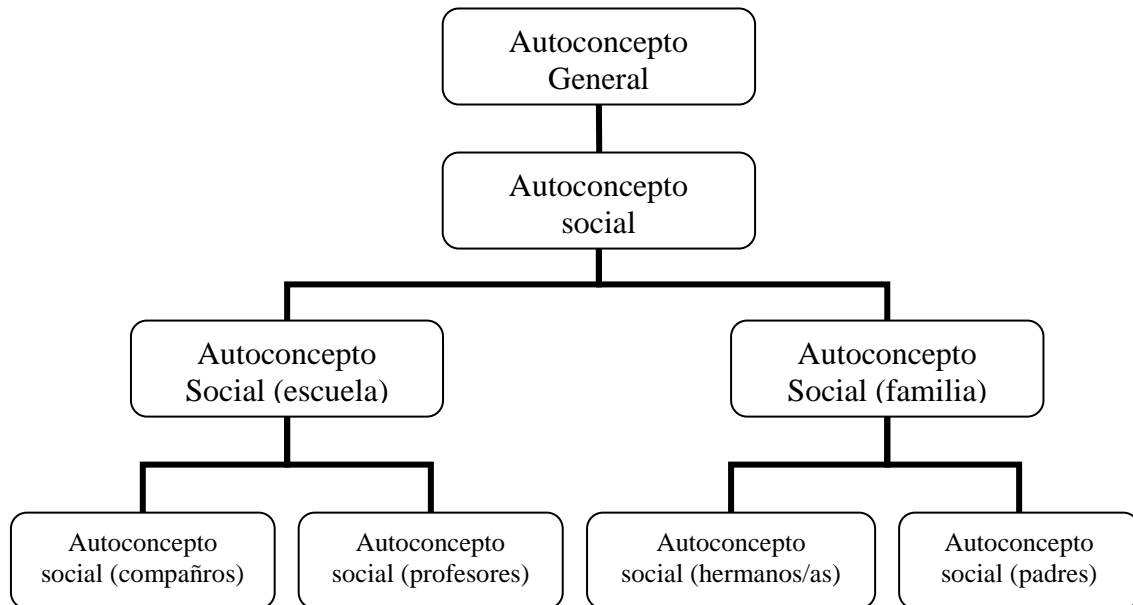 Autoconcepto
General
Autoconcepto
social
Autoconcepto
Social (escuela)
Autoconcepto
Social (familia)
Autoconcepto
social (compañros)
Autoconcepto
social (profesores)
Autoconcepto
social (hermanos/as)
Autoconcepto
social (padres)